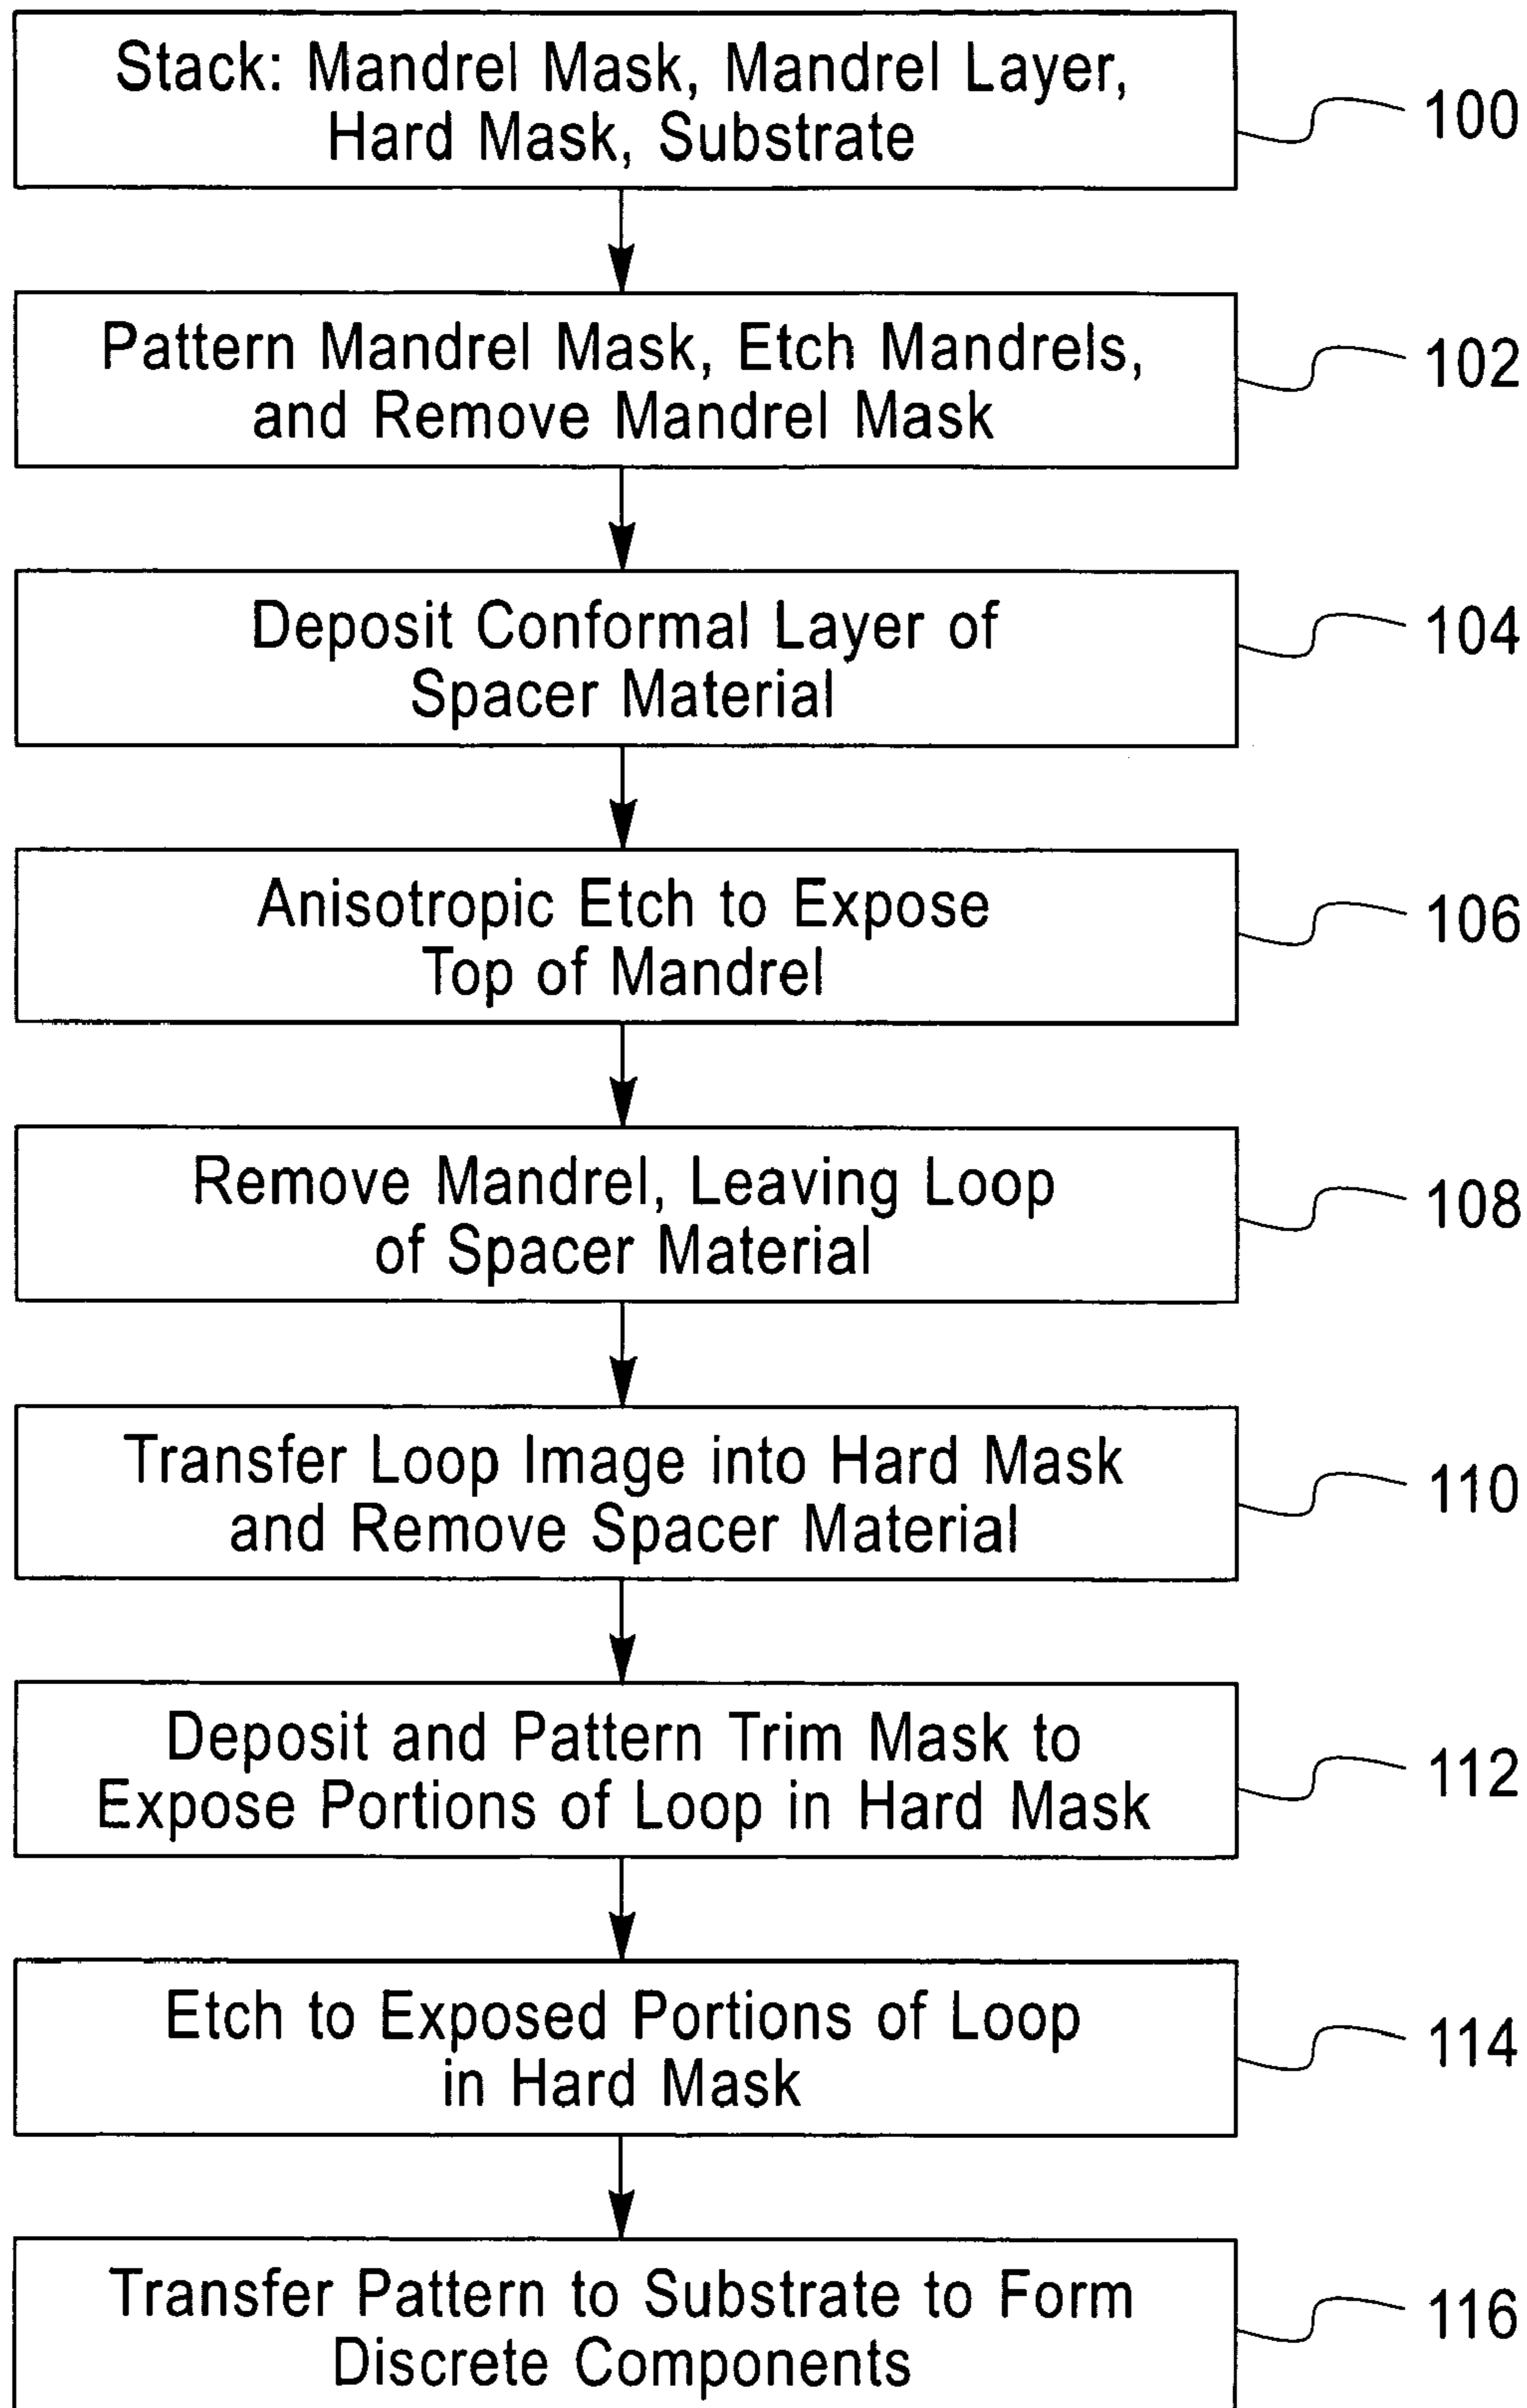 Stack: Mandrel Mask, Mandrel Layer,
Hard Mask, Substrate
100
Pattern Mandrel Mask, Etch Mandrels,
and Remove Mandrel Mask
102
Deposit Conformal Layer of
Spacer Material
104
Anisotropic Etch to Expose
Top of Mandrel
106
Remove Mandrel, Leaving Loop
of Spacer Material
108
Transfer Loop Image into Hard Mask
and Remove Spacer Material
110
Deposit and Pattern Trim Mask to
Expose Portions of Loop in Hard Mask
112
Etch to Exposed Portions of Loop
in Hard Mask
114
Transfer Pattern to Substrate to Form
Discrete Components
116